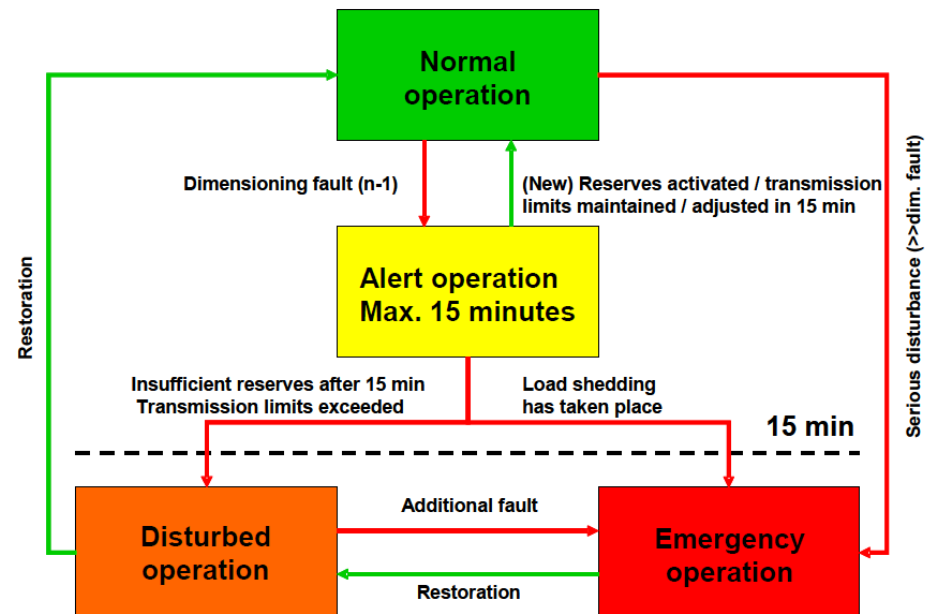 Normal
operation
Dimensioning fault (n-1)
(New) Reserves activated / transmission
limits maintained / adjusted in 15 min
Alert operation
Max. 15 minutes
Restoration
Serious disturbance (>>dim. fault)
Insufficient reserves after 15 min
Transmission limits exceeded
Load shedding
has taken place
15 min
Disturbed
operation
Additional fault
Emergency
operation
Restoration